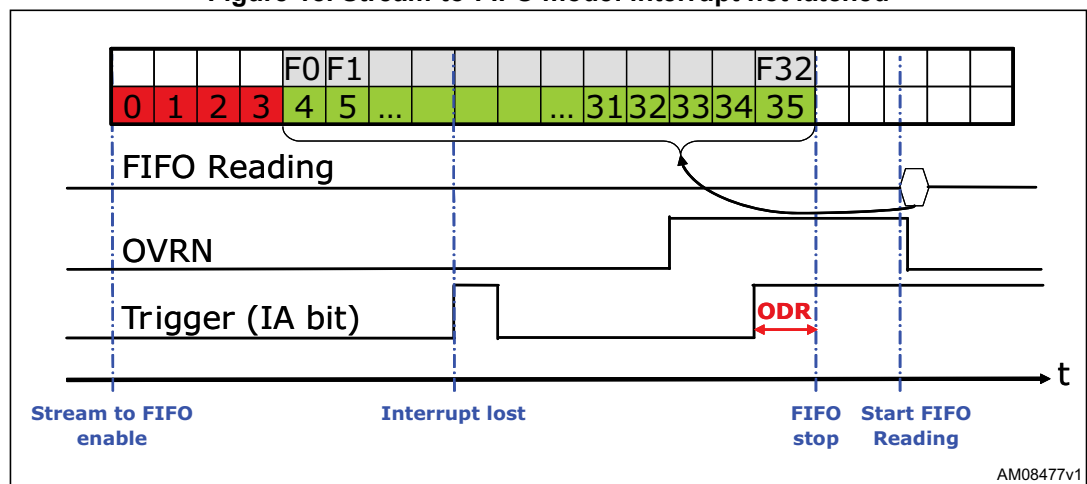 F0 F1 F32
0 1 2 3 4 5 ... ... 31 32 33 34 35
FIFO Reading
OVRN
Trigger (IA bit)
ODR
t
Stream to FIFO
enable
Interrupt lost
FIFO
stop
Start FIFO
Reading
AM08477v1